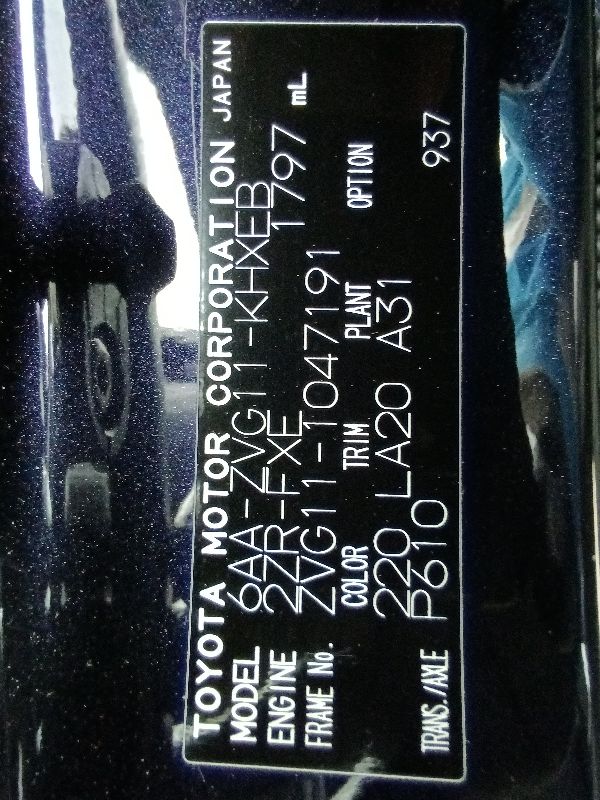 TOYOTA MOTOR CORPORATION JAPAN
MODEL 6AA-ZVG11-KHXEB
ENGINE 2ZR-FXE 1797 mL
FRAME No. ZVG11-1047191
COLOR TRIM PLANT OPTION
220 LA20 A31
TRANS./AXLE P610 937